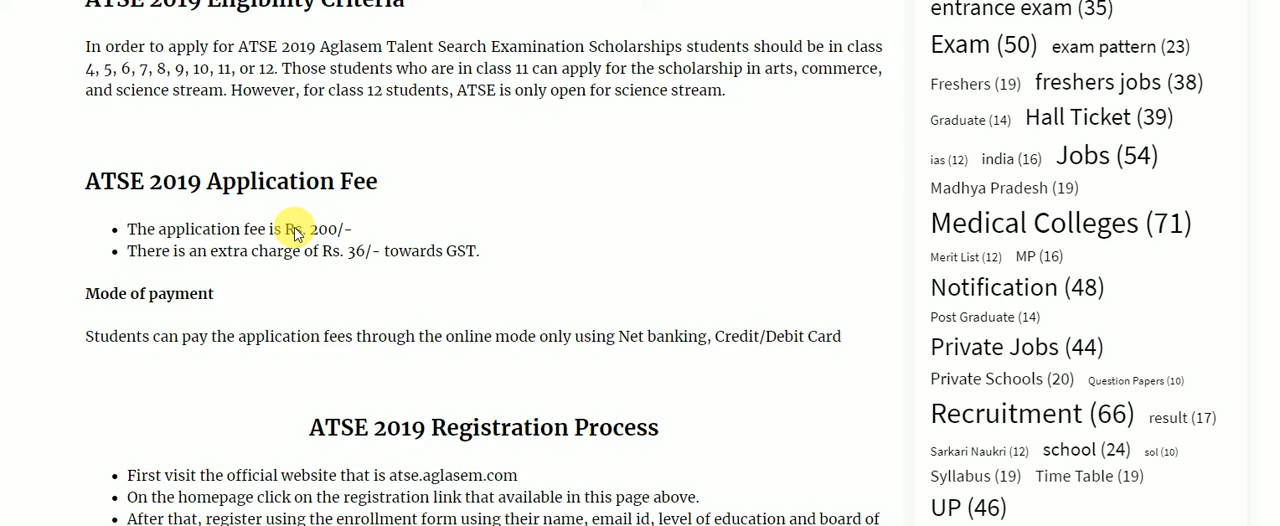 ATSE 2019 Eligibility Criteria
In order to apply for ATSE 2019 Aglasem Talent Search Examination Scholarships students should be in class
4, 5, 6, 7, 8, 9, 10, 11, or 12. Those students who are in class 11 can apply for the scholarship in arts, commerce,
and science stream. However, for class 12 students, ATSE is only open for science stream.
ATSE 2019 Application Fee
• The application fee is Rs. 200/-
• There is an extra charge of Rs. 36/- towards GST.
Mode of payment
Students can pay the application fees through the online mode only using Net banking, Credit/Debit Card
ATSE 2019 Registration Process
• First visit the official website that is atse.aglasem.com
• On the homepage click on the registration link that available in this page above.
• After that, register using the enrollment form using their name, email id, level of education and board of
entrance exam (35)
Exam (50) exam pattern (23)
Freshers (19) freshers jobs (38)
Graduate (14) Hall Ticket (39)
ias (12) india (16) Jobs (54)
Madhya Pradesh (19)
Medical Colleges (71)
Merit List (12) MP (16)
Notification (48)
Post Graduate (14)
Private Jobs (44)
Private Schools (20) Question Papers (10)
Recruitment (66) result (17)
Sarkari Naukri (12) school (24) sol (10)
Syllabus (19) Time Table (19)
UP (46)